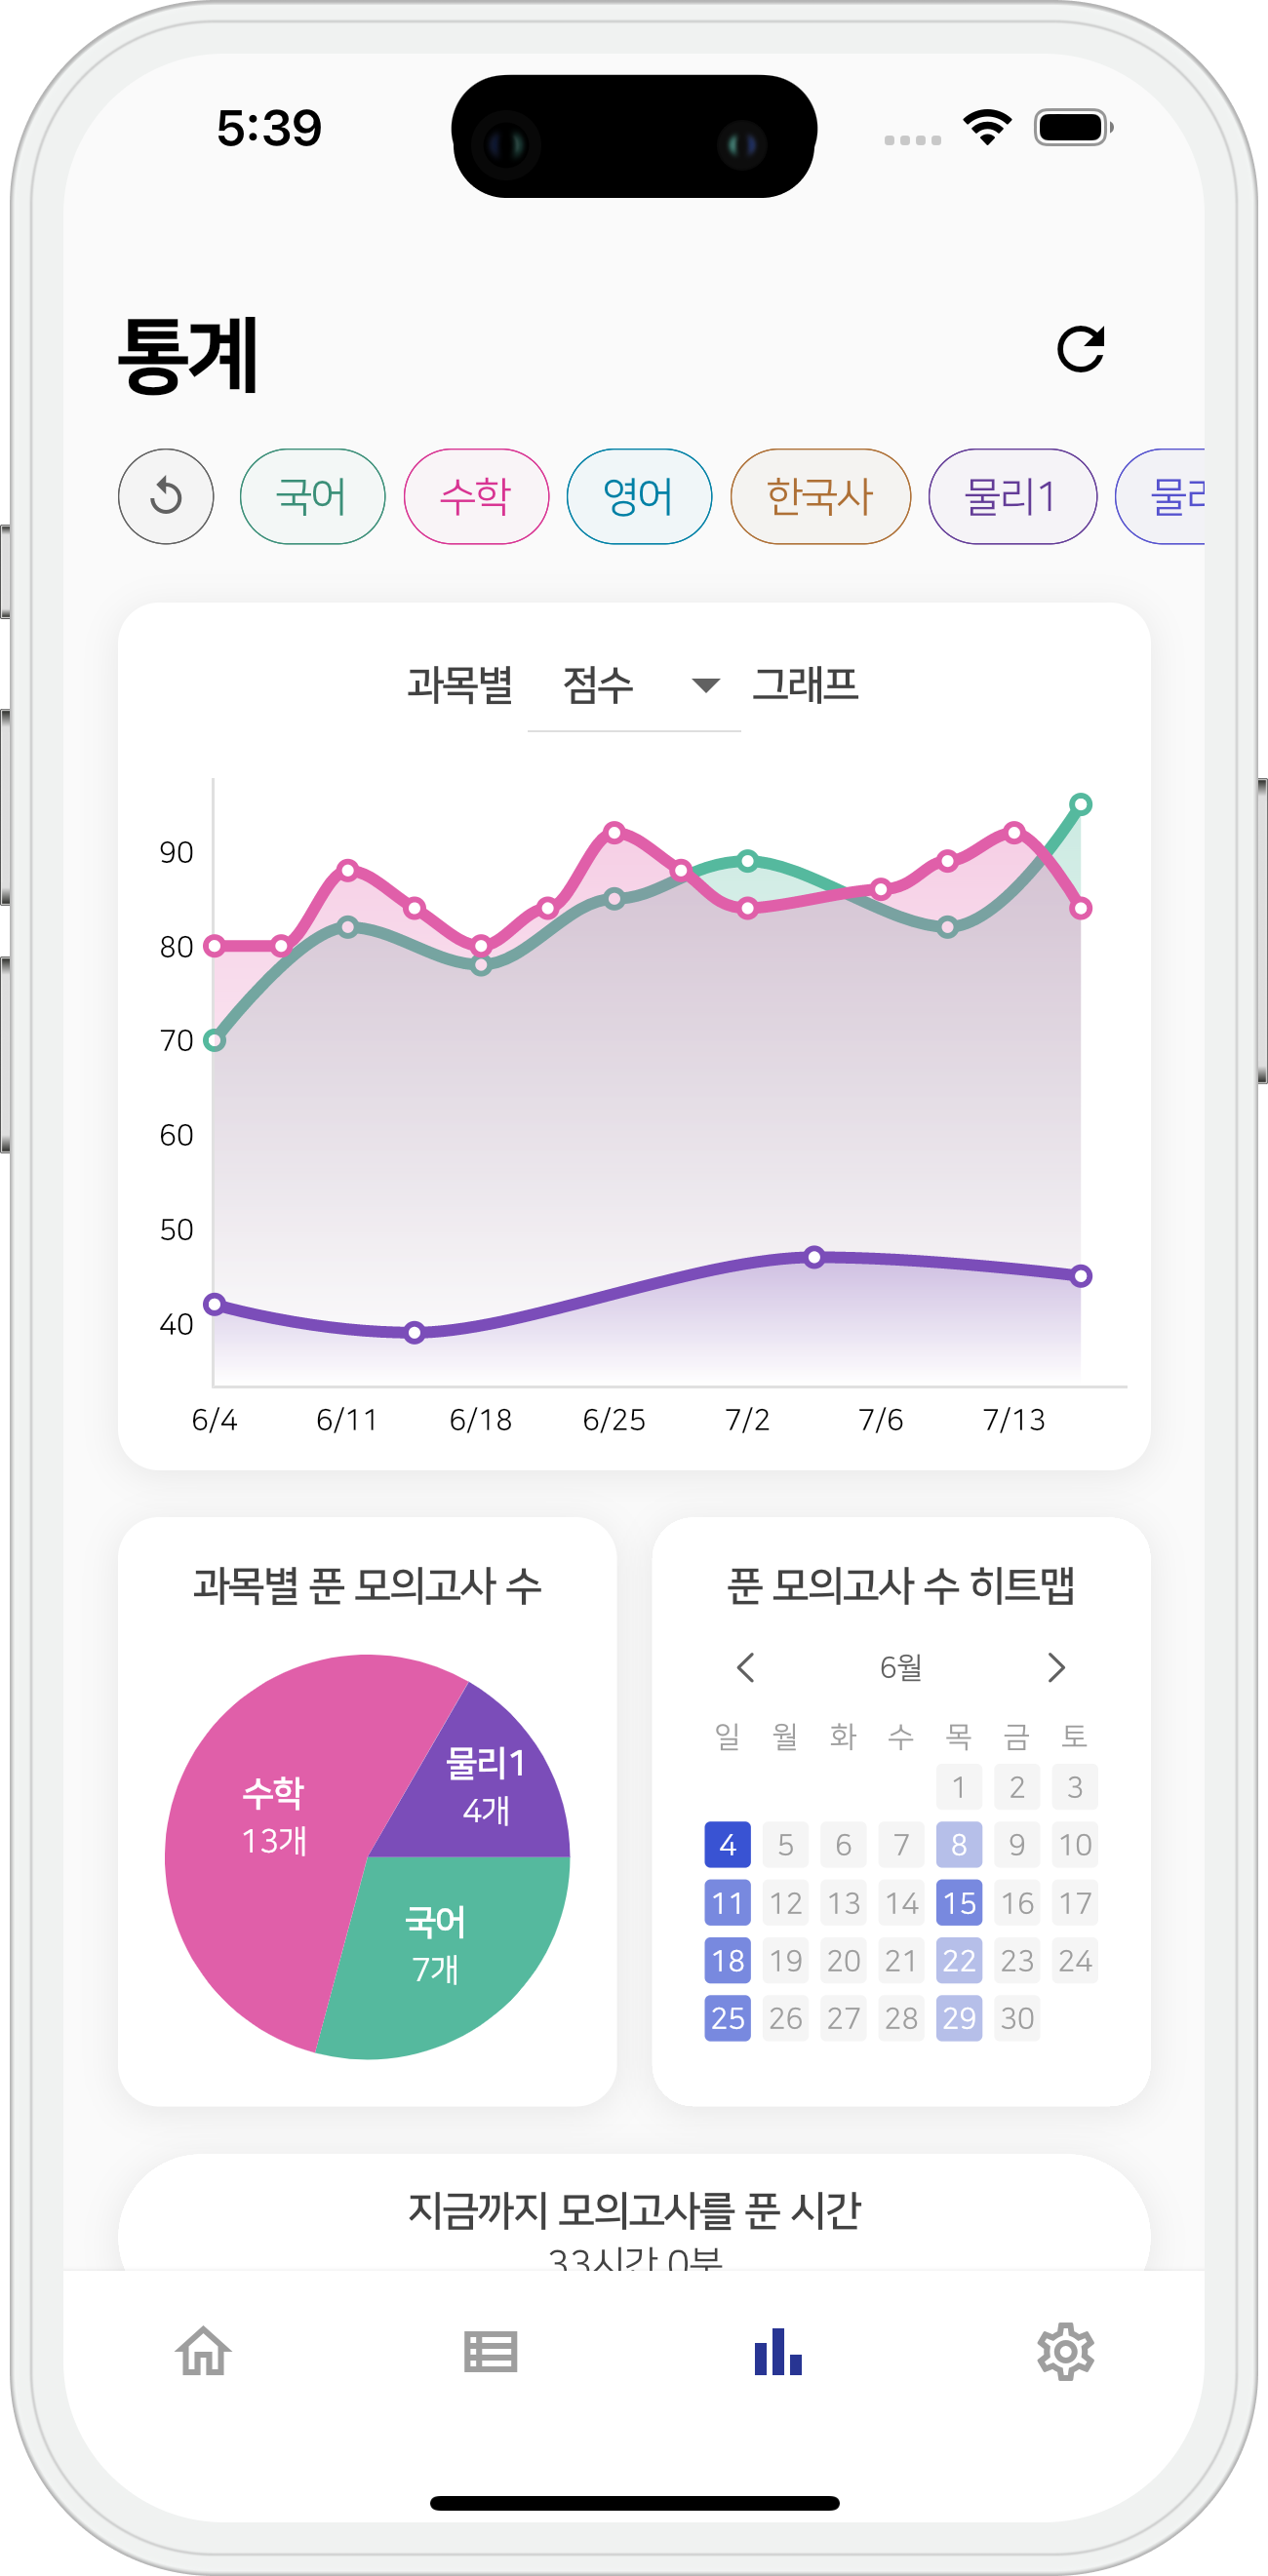 5:39
통계
국어 수학 영어 한국사 물리1 물리
과목별 점수 그래프
90
80
70
60
50
40
6/4 6/11 6/18 6/25 7/2 7/6 7/13
과목별 푼 모의고사 수
물리1
4개
수학
13개
국어
7개
푼 모의고사 수 히트맵
6월
일 월 화 수 목 금 토
1 2 3
4 5 6 7 8 9 10
11 12 13 14 15 16 17
18 19 20 21 22 23 24
25 26 27 28 29 30
지금까지 모의고사를 푼 시간
33시간 0분